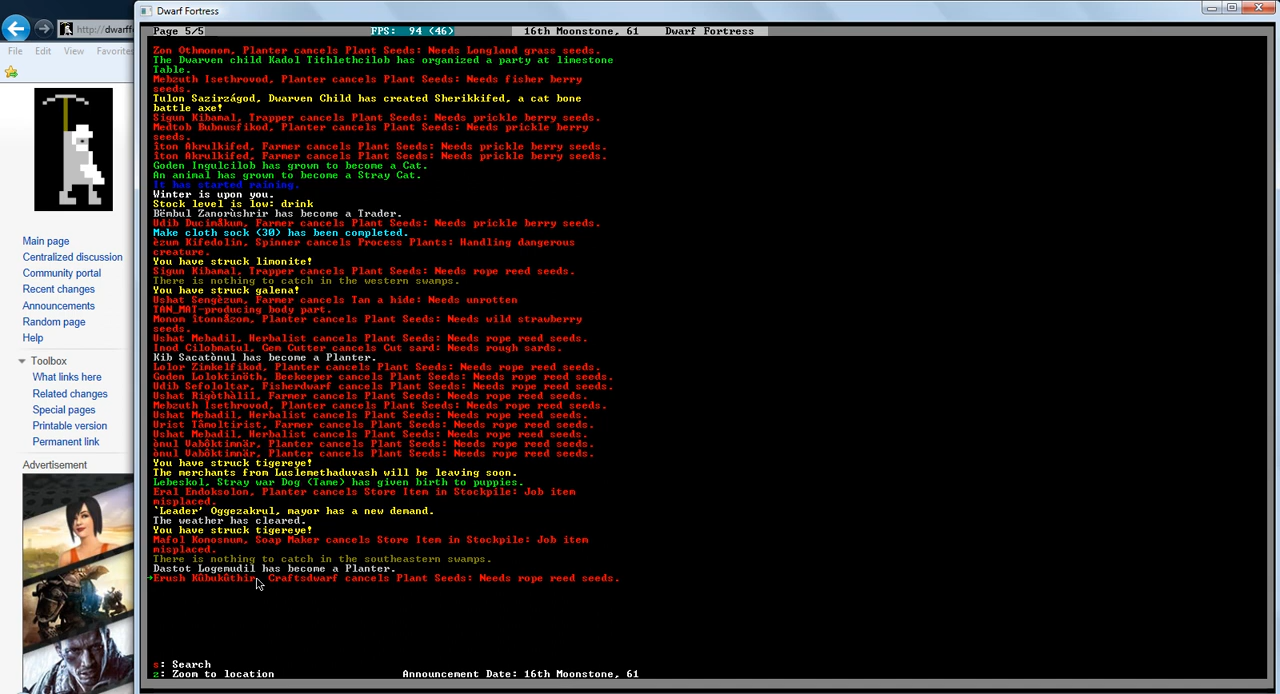 Dwarf Fortress
http://dwarff
File Edit View Favorites
Main page
Centralized discussion
Community portal
Recent changes
Announcements
Random page
Help
Toolbox
What links here
Related changes
Special pages
Printable version
Permanent link
Advertisement
Page 5/5 FPS: 94 (46) 16th Moonstone, 61 Dwarf Fortress
Zon Othmonom, Planter cancels Plant Seeds: Needs Longland grass seeds.
The Dwarven child Kadol Tithlethcilob has organized a party at limestone
Table.
Mebzuth Isethrovod, Planter cancels Plant Seeds: Needs fisher berry
seeds.
Tulon Sazirzágod, Dwarven Child has created Sherikkifed, a cat bone
battle axe!
Sigun Kibamal, Trapper cancels Plant Seeds: Needs prickle berry seeds.
Medtob Bubnusfikod, Planter cancels Plant Seeds: Needs prickle berry
seeds.
îton Akrulkifed, Farmer cancels Plant Seeds: Needs prickle berry seeds.
îton Akrulkifed, Farmer cancels Plant Seeds: Needs prickle berry seeds.
Goden Ingulcilob has grown to become a Cat.
An animal has grown to become a Stray Cat.
It has started raining.
Winter is upon you.
Stock level is low: drink
Bëmbul Zanorùshrir has become a Trader.
Udib Ducimåkum, Farmer cancels Plant Seeds: Needs prickle berry seeds.
Make cloth sock (30) has been completed.
èzum Kifedolin, Spinner cancels Process Plants: Handling dangerous
creature.
You have struck limonite!
Sigun Kibamal, Trapper cancels Plant Seeds: Needs rope reed seeds.
There is nothing to catch in the western swamps.
You have struck galena!
Ushat Sengèzum, Farmer cancels Tan a hide: Needs unrotten
TAN_MAT-producing body part.
Monom îtonnåzom, Planter cancels Plant Seeds: Needs wild strawberry
seeds.
Ushat Mebadil, Herbalist cancels Plant Seeds: Needs rope reed seeds.
Inod Cilobmatul, Gem Cutter cancels Cut sard: Needs rough sards.
Kib Sacatònul has become a Planter.
Lolor Zimkelfikod, Planter cancels Plant Seeds: Needs rope reed seeds.
Goden Loloktinöth, Beekeeper cancels Plant Seeds: Needs rope reed seeds.
Udib Sefololtar, Fisherdwarf cancels Plant Seeds: Needs rope reed seeds.
Ushat Rigòthàlil, Farmer cancels Plant Seeds: Needs rope reed seeds.
Mebzuth Isethrovod, Planter cancels Plant Seeds: Needs rope reed seeds.
Ushat Mebadil, Herbalist cancels Plant Seeds: Needs rope reed seeds.
Urist Tåmoltirist, Farmer cancels Plant Seeds: Needs rope reed seeds.
Ushat Mebadil, Herbalist cancels Plant Seeds: Needs rope reed seeds.
ònul Vabôktimnär, Planter cancels Plant Seeds: Needs rope reed seeds.
ònul Vabôktimnär, Planter cancels Plant Seeds: Needs rope reed seeds.
You have struck tigereye!
The merchants from Luslemethaduvash will be leaving soon.
Lebeskol, Stray war Dog (Tame) has given birth to puppies.
Eral Endoksolon, Planter cancels Store Item in Stockpile: Job item
misplaced.
`Leader' Oggezakrul, mayor has a new demand.
The weather has cleared.
You have struck tigereye!
Mafol Konosnum, Soap Maker cancels Store Item in Stockpile: Job item
misplaced.
There is nothing to catch in the southeastern swamps.
Dastot Logemudil has become a Planter.
Erush Kûbukûthir, Craftsdwarf cancels Plant Seeds: Needs rope reed seeds.
s: Search
z: Zoom to location Announcement Date: 16th Moonstone, 61